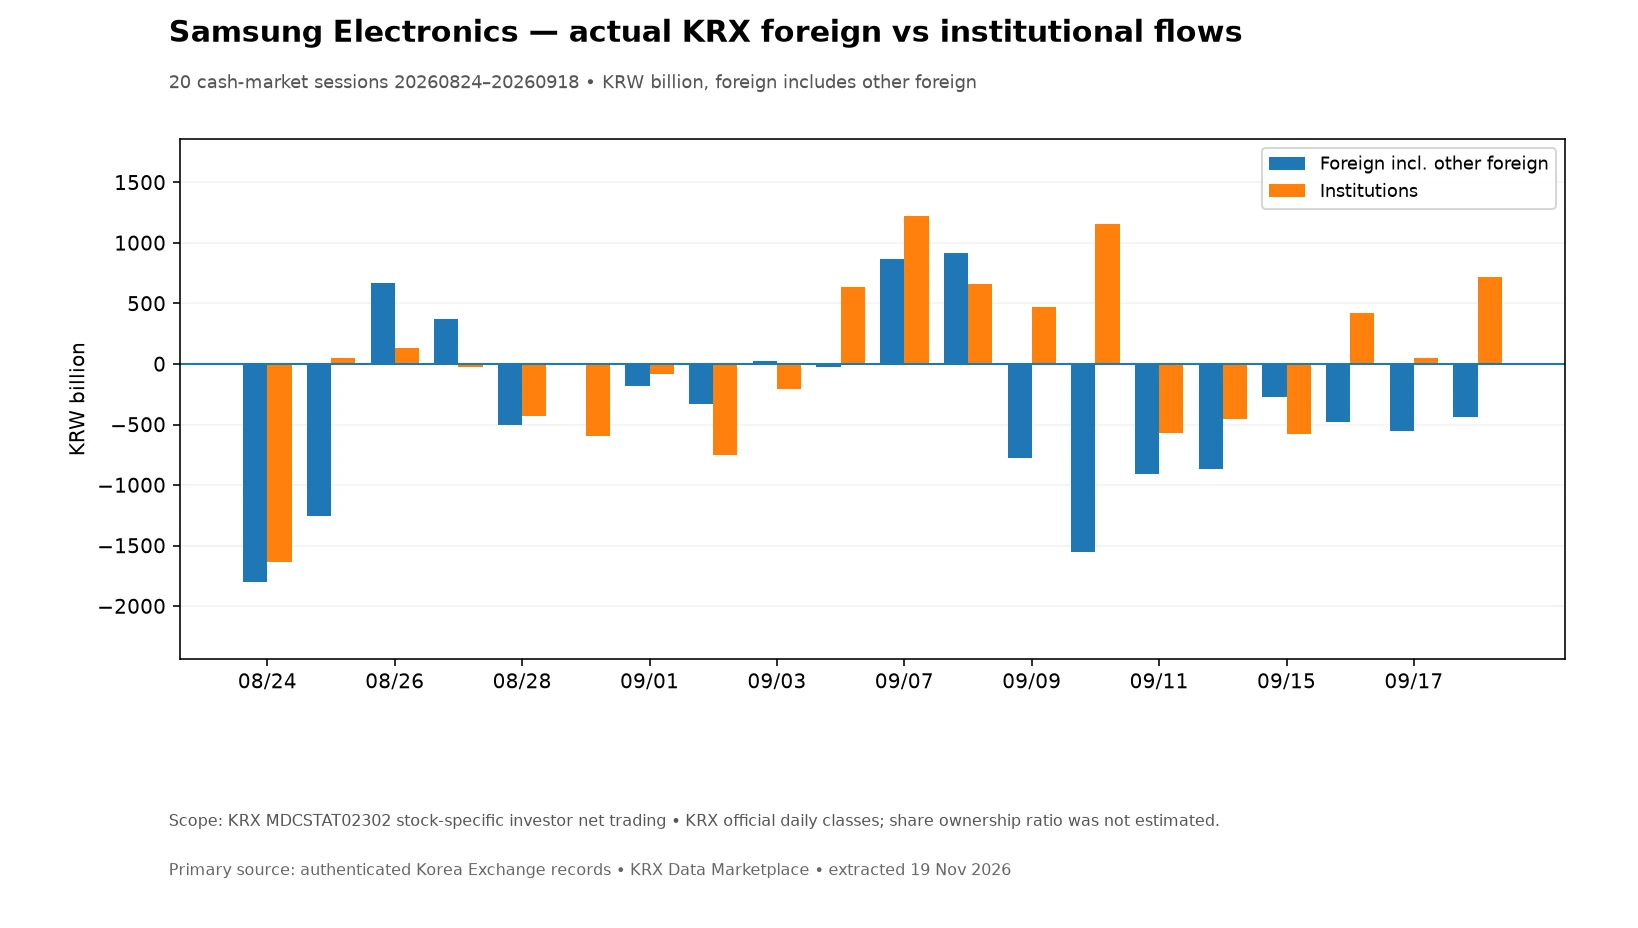 Samsung Electronics — actual KRX foreign vs institutional flows
20 cash-market sessions 20260824–20260918 • KRW billion, foreign includes other foreign
Foreign incl. other foreign
Institutions
1500
1000
500
0
−500
−1000
−1500
−2000
KRW billion
08/24 08/26 08/28 09/01 09/03 09/07 09/09 09/11 09/15 09/17
Scope: KRX MDCSTAT02302 stock-specific investor net trading • KRX official daily classes; share ownership ratio was not estimated.
Primary source: authenticated Korea Exchange records • KRX Data Marketplace • extracted 19 Nov 2026